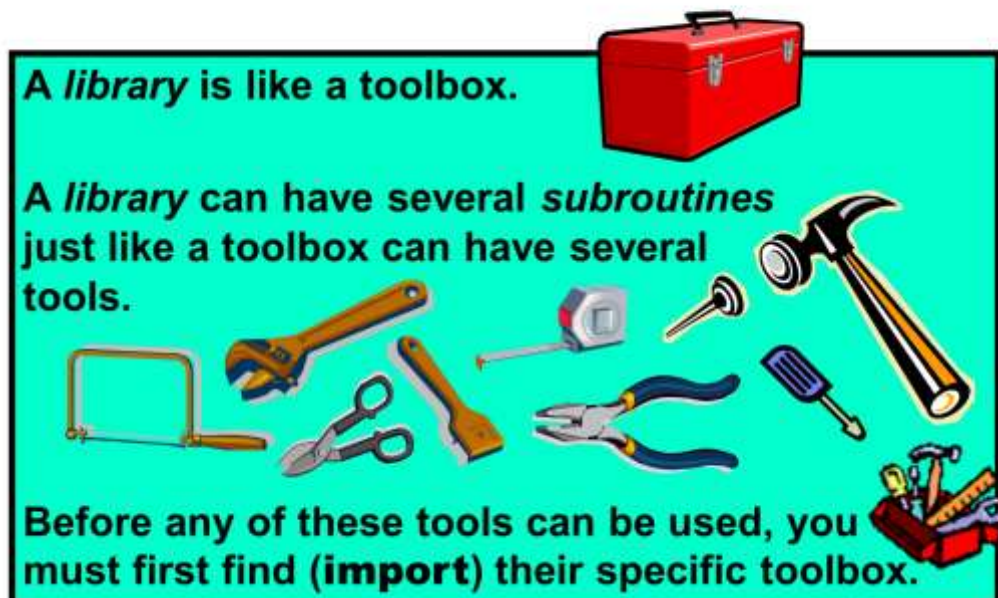 A library is like a toolbox.
A library can have several subroutines
just like a toolbox can have several
tools.
Before any of these tools can be used, you
must first find (import) their specific toolbox.